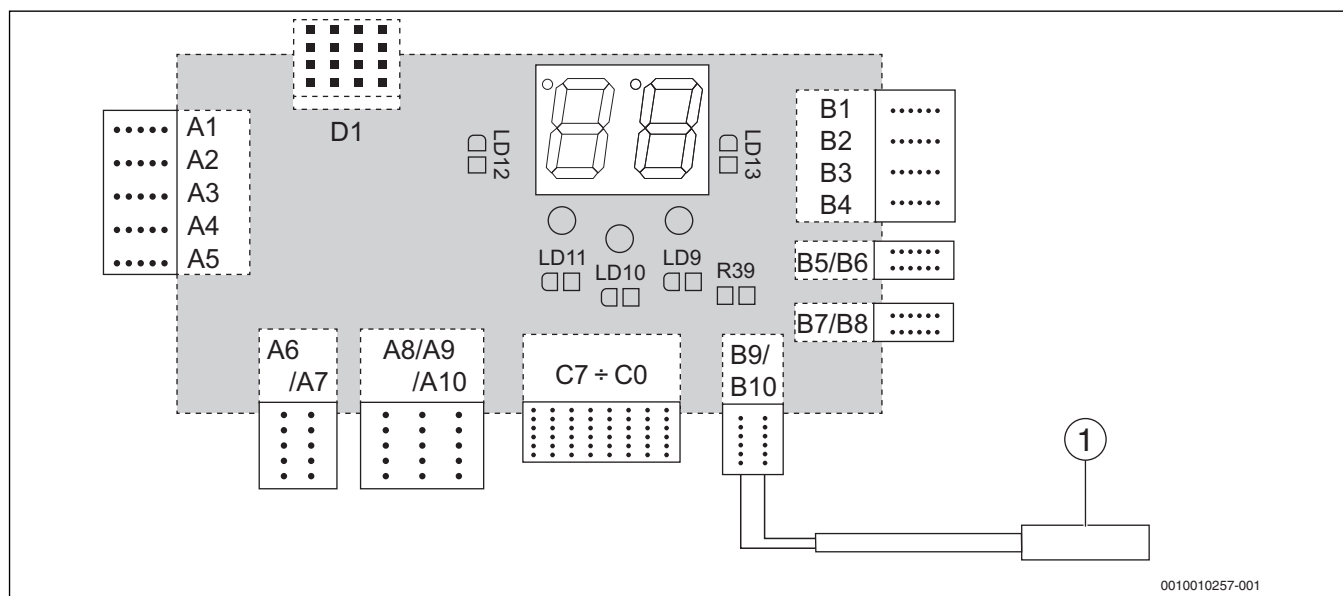 D1
A1
A2
A3
A4
A5
LD12
LD13
B1
B2
B3
B4
LD11
LD10
LD9
R39
B5/B6
B7/B8
A6
/A7
A8/A9
/A10
C7 ÷ C0
B9/
B10
1
0010010257-001